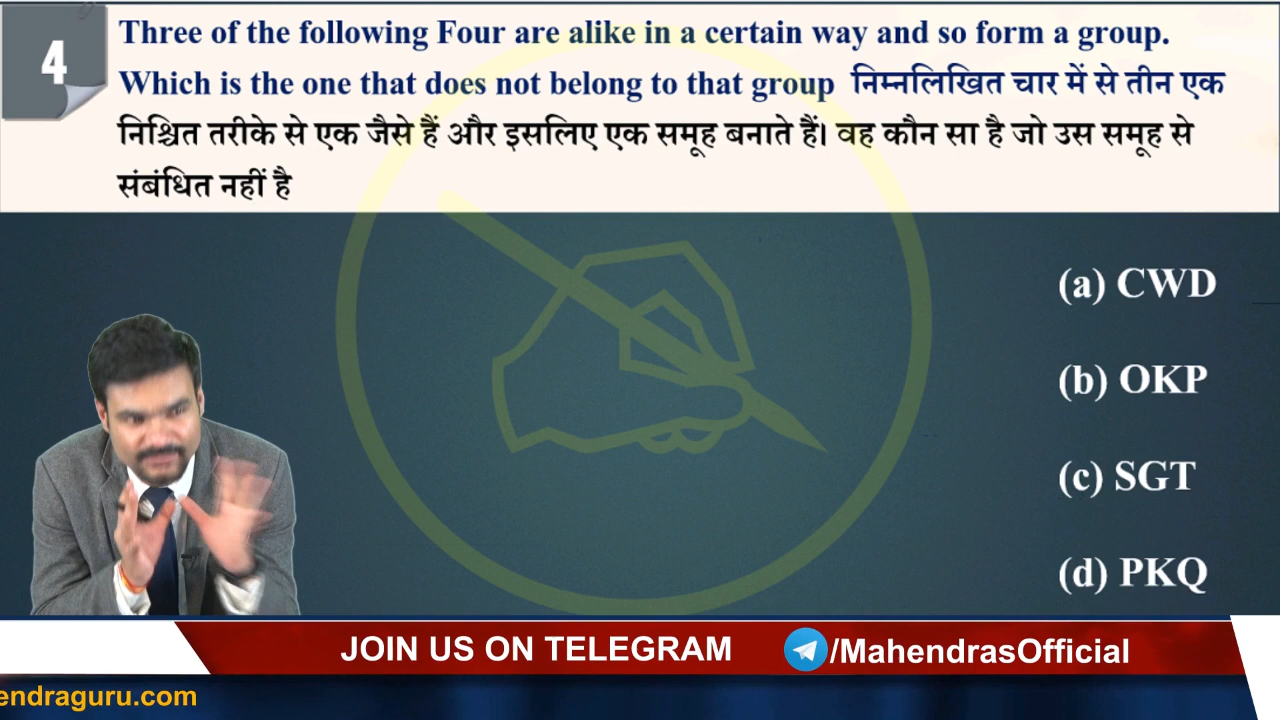 4
Three of the following Four are alike in a certain way and so form a group.
Which is the one that does not belong to that group निम्नलिखित चार में से तीन एक
निश्चित तरीके से एक जैसे हैं और इसलिए एक समूह बनाते हैं। वह कौन सा है जो उस समूह से
संबंधित नहीं है
(a) CWD
(b) OKP
(c) SGT
(d) PKQ
JOIN US ON TELEGRAM /MahendrasOfficial
endraguru.com